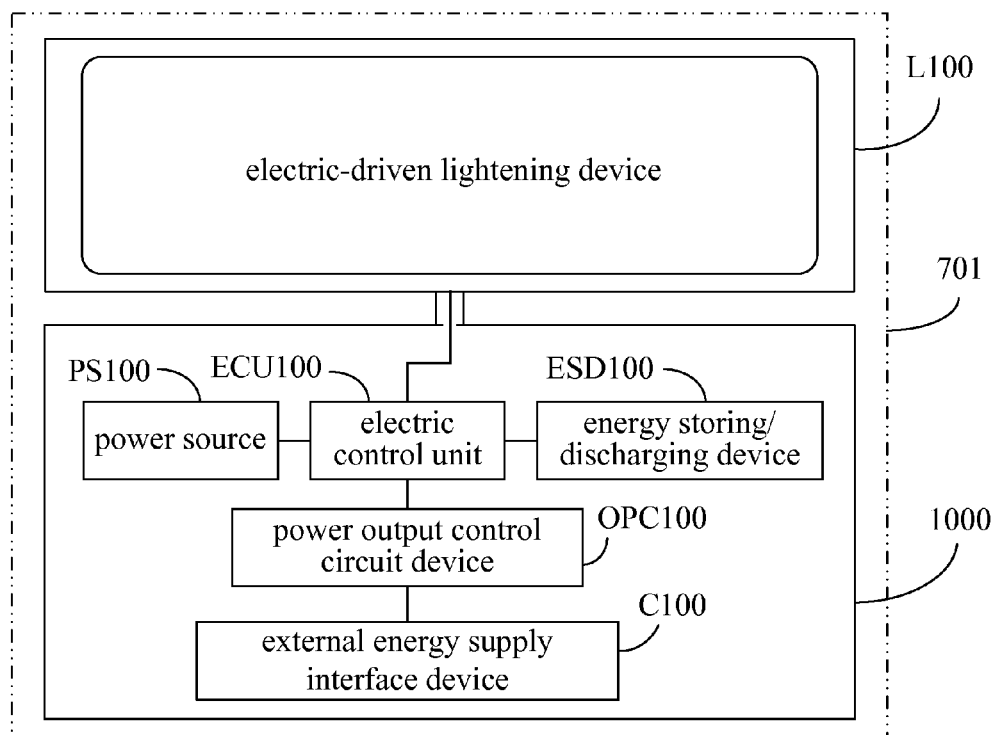 L100
electric-driven lightening device
701
PS100
ECU100
ESD100
power source
electric
control unit
energy storing/
discharging device
OPC100
1000
power output control
circuit device
C100
external energy supply
interface device